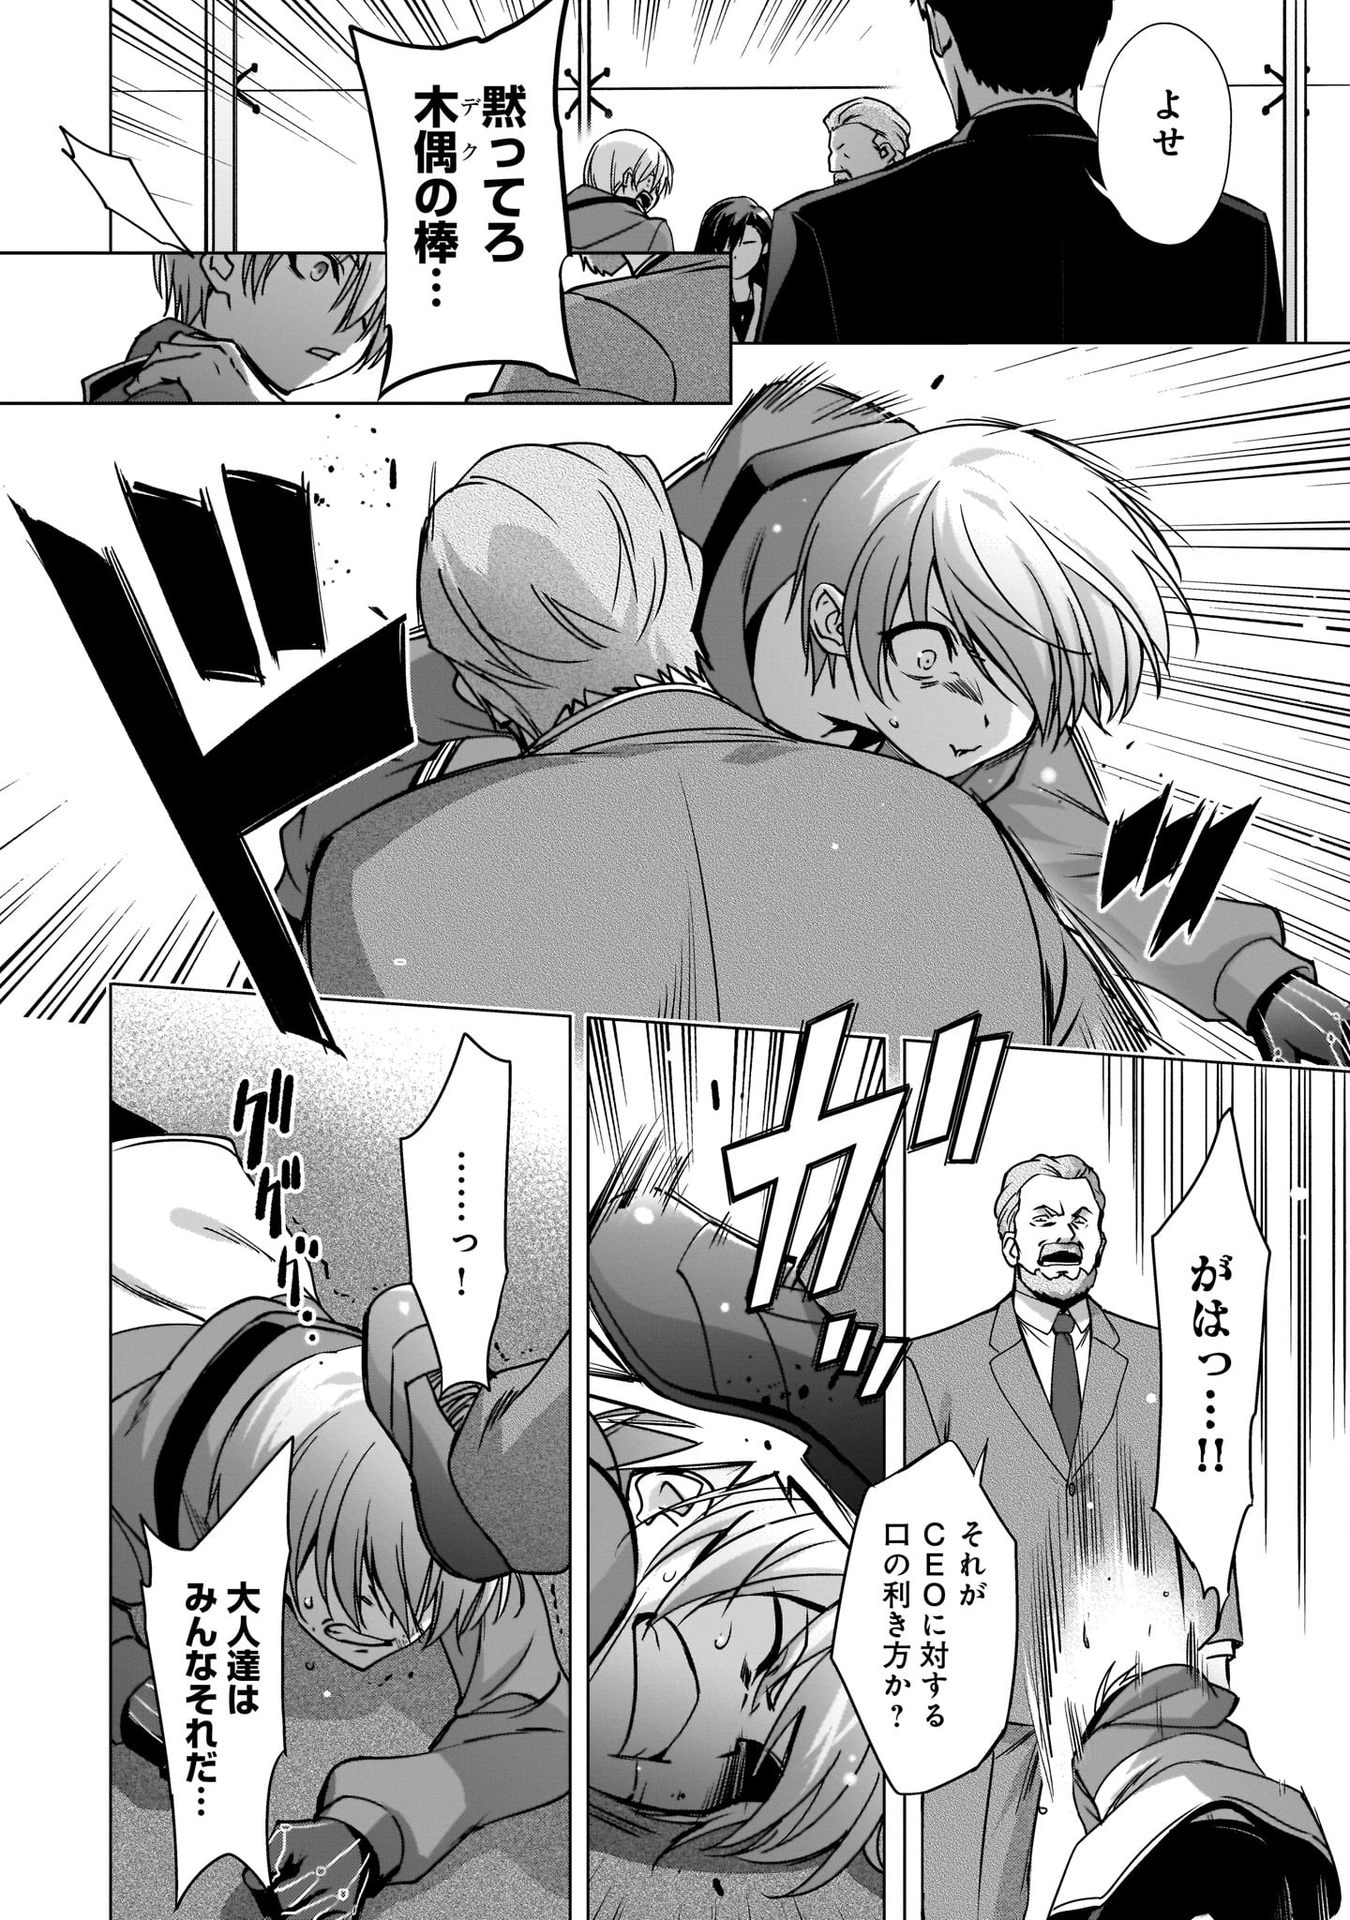 よせ
黙ってろ
木偶の棒…
デク
ドッ
がはっ…!!
それが
CEOに対する
口の利き方か?
ガッ
……っ!
グググ…
大人達は
みんなそれだ…